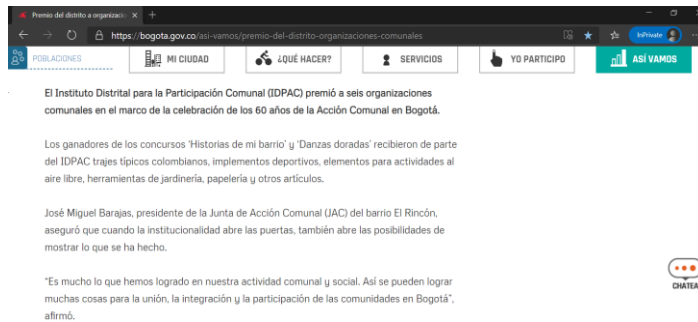 Premio del distrito a organizacio
https://bogota.gov.co/asi-vamos/premio-del-distrito-organizaciones-comunales
InPrivate
POBLACIONES
MI CIUDAD
¿QUÉ HACER?
SERVICIOS
YO PARTICIPO
ASÍ VAMOS
El Instituto Distrital para la Participación Comunal (IDPAC) premió a seis organizaciones
comunales en el marco de la celebración de los 60 años de la Acción Comunal en Bogotá.
Los ganadores de los concursos 'Historias de mi barrio' y 'Danzas doradas' recibieron de parte
del IDPAC trajes típicos colombianos, implementos deportivos, elementos para actividades al
aire libre, herramientas de jardinería, papelería y otros artículos.
José Miguel Barajas, presidente de la Junta de Acción Comunal (JAC) del barrio El Rincón,
aseguró que cuando la institucionalidad abre las puertas, también abre las posibilidades de
mostrar lo que se ha hecho.
"Es mucho lo que hemos logrado en nuestra actividad comunal y social. Así se pueden lograr
muchas cosas para la unión, la integración y la participación de las comunidades en Bogotá",
afirmó.
CHATEA